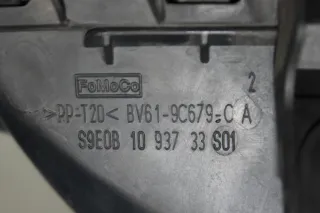 FoMoCo 2
>PP-T20< BV61-9C679-C A
S9E0B 10 937 33 S01